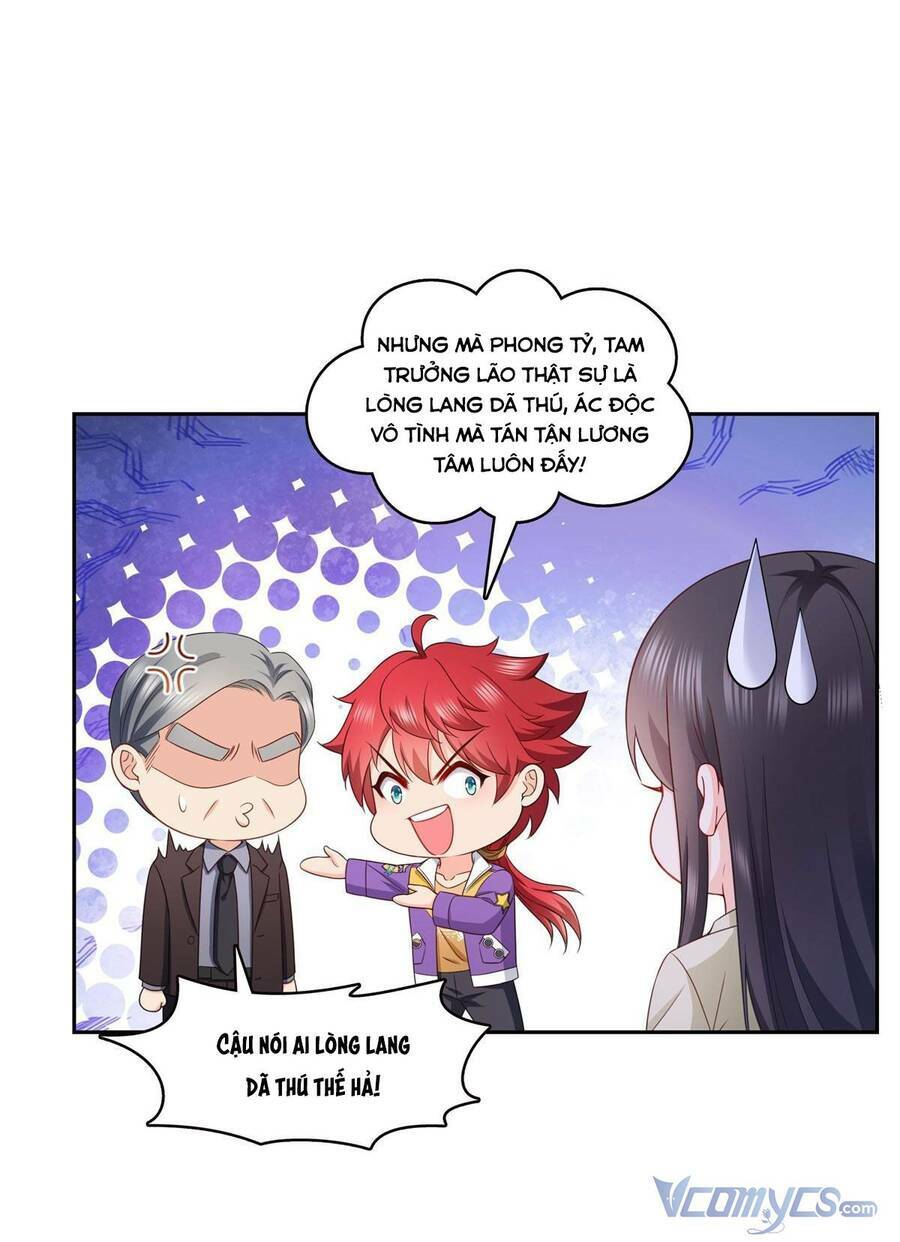 NHƯNG MÀ PHONG TỶ, TAM
TRƯỞNG LÃO THẬT SỰ LÀ
LÒNG LANG DÃ THÚ, ÁC ĐỘC
VÔ TÌNH MÀ TÁN TẬN LƯƠNG
TÂM LUÔN ĐẤY!
CẬU NÓI AI LÒNG LANG
DÃ THÚ THẾ HẢ!
VCOMYCS.com